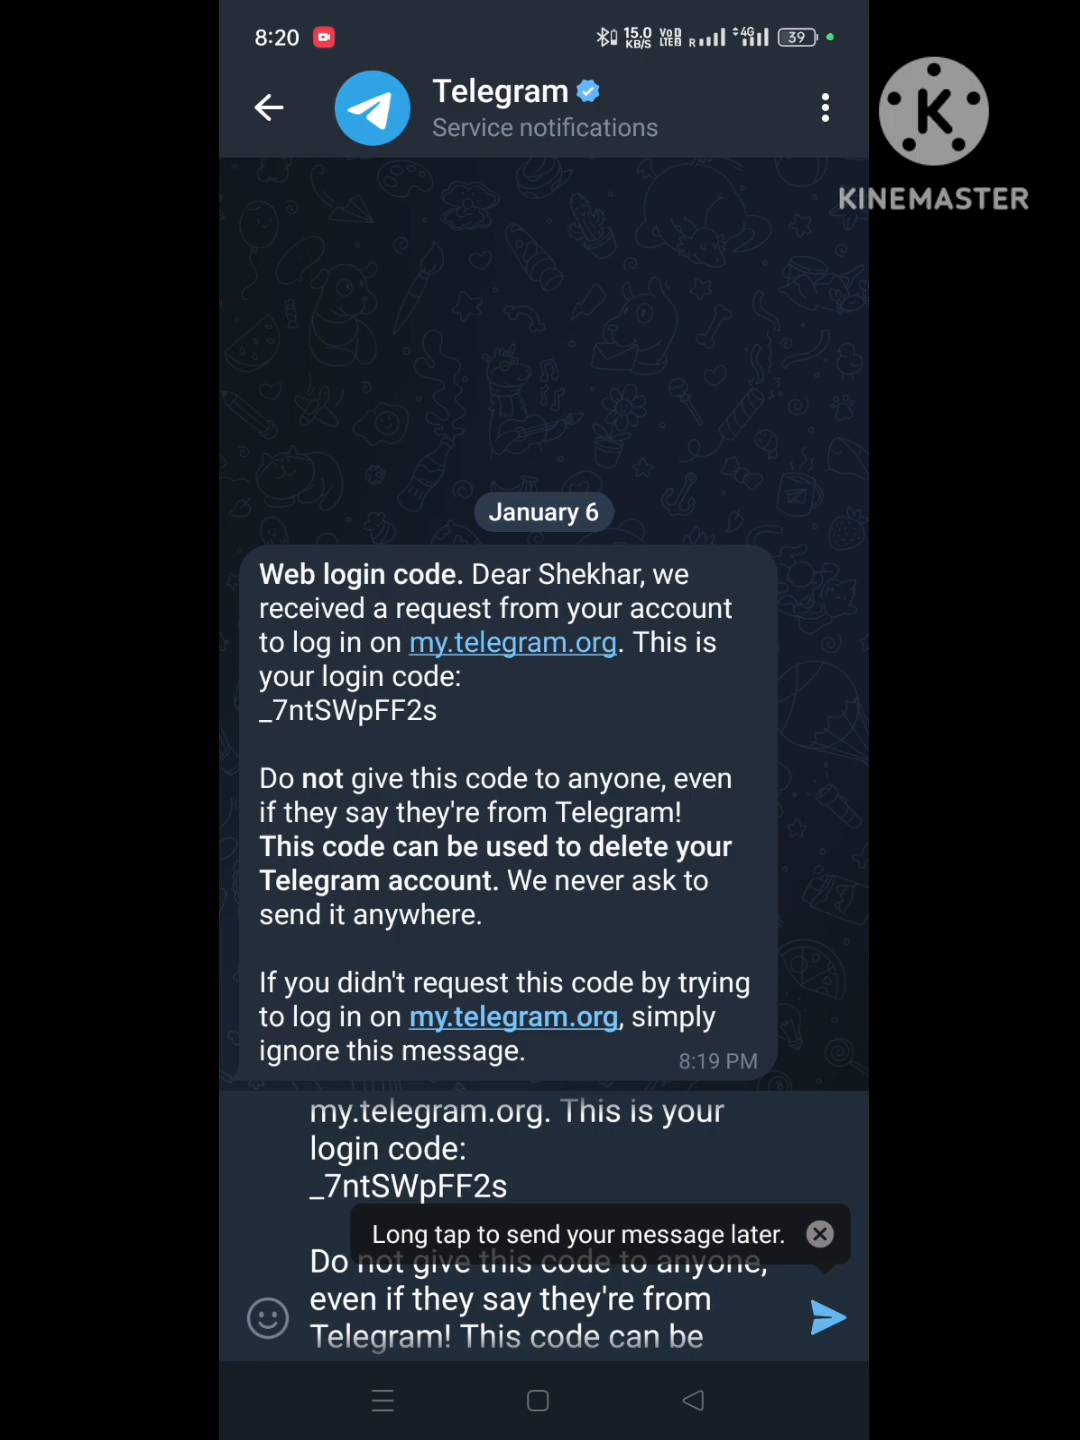 8:20
15.0
KB/S
Vo
LTE
R
4G
39
Telegram
Service notifications
K
KINEMASTER
January 6
Web login code. Dear Shekhar, we
received a request from your account
to log in on my.telegram.org. This is
your login code:
_7ntSWpFF2s
Do not give this code to anyone, even
if they say they're from Telegram!
This code can be used to delete your
Telegram account. We never ask to
send it anywhere.
If you didn't request this code by trying
to log in on my.telegram.org, simply
ignore this message.
8:19 PM
my.telegram.org. This is your
login code:
_7ntSWpFF2s
Long tap to send your message later.
Do not give this code to anyone,
even if they say they're from
Telegram! This code can be